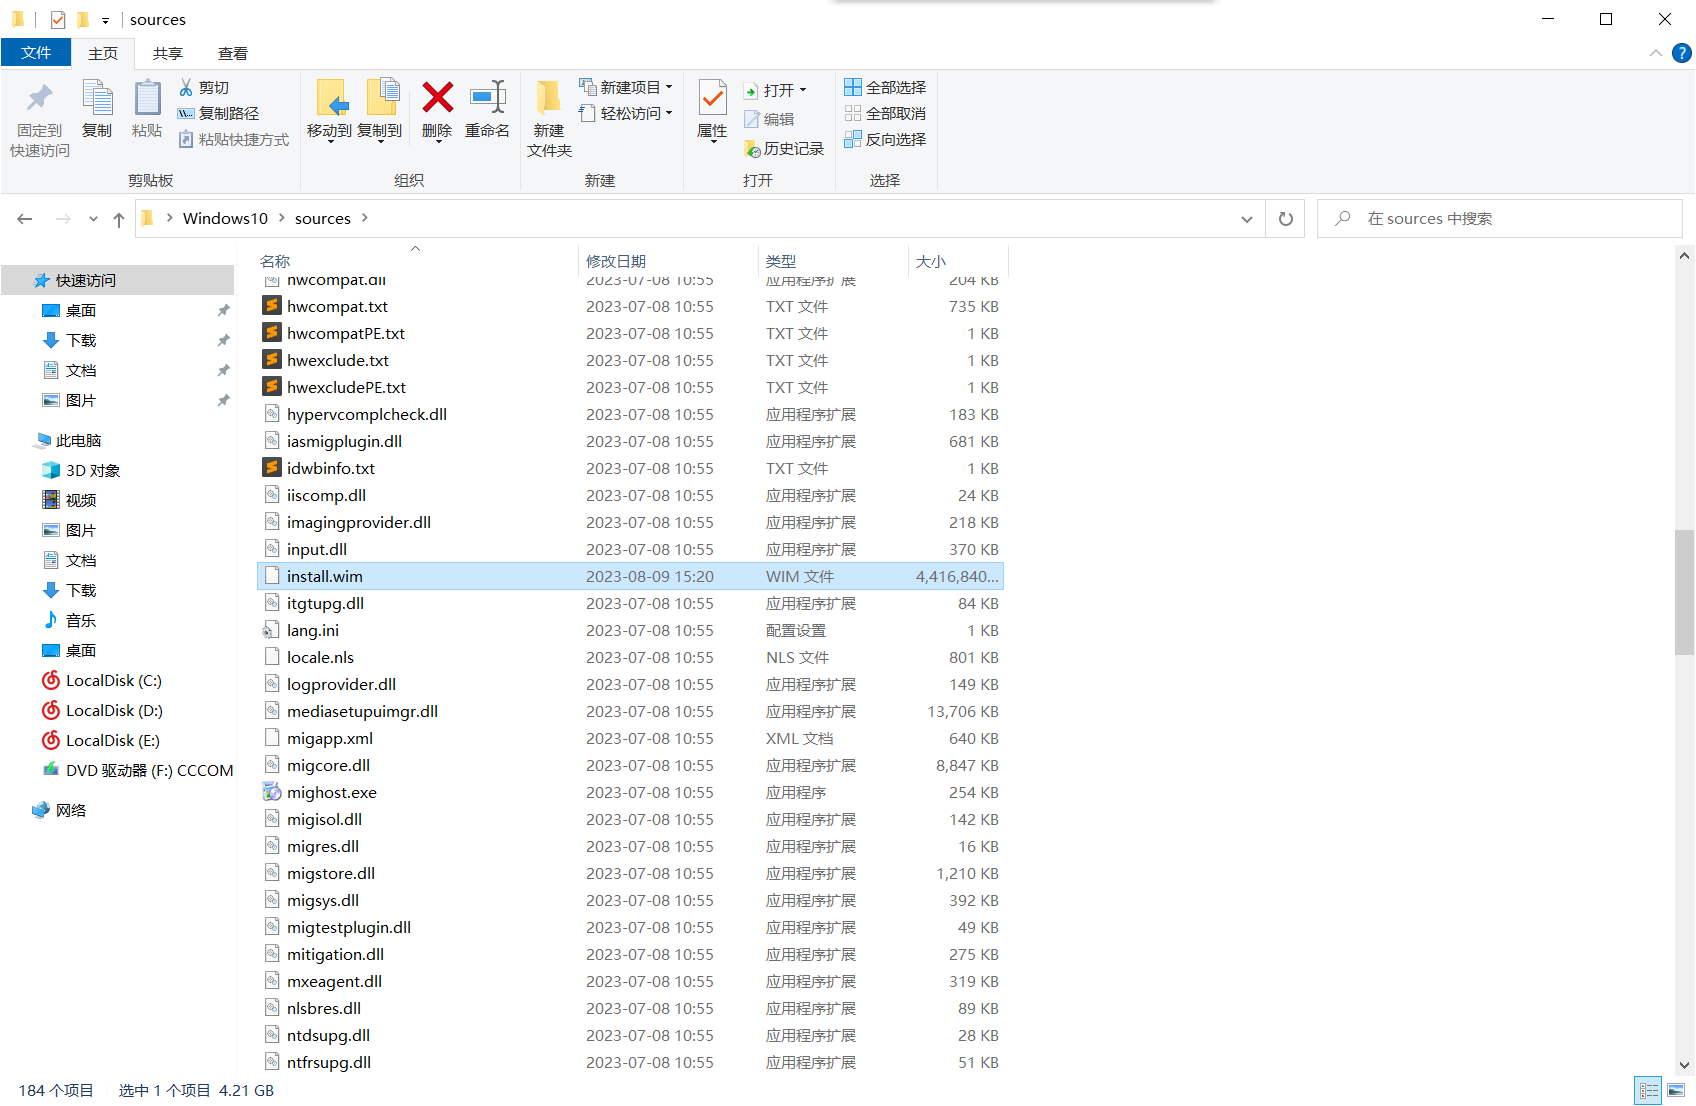 sources
文件 主页 共享 查看
固定到
快速访问
复制
粘贴
剪切
复制路径
粘贴快捷方式
剪贴板
移动到
复制到
删除
重命名
组织
新建
文件夹
新建项目
轻松访问
新建
属性
打开
编辑
历史记录
打开
全部选择
全部取消
反向选择
选择
Windows10 sources
在 sources 中搜索
快速访问
桌面
下载
文档
图片
此电脑
3D 对象
视频
图片
文档
下载
音乐
桌面
LocalDisk (C:)
LocalDisk (D:)
LocalDisk (E:)
DVD 驱动器 (F:) CCCOM
网络
名称 修改日期 类型 大小
hwcompat.dll 2023-07-08 10:55 应用程序扩展 204 KB
hwcompat.txt 2023-07-08 10:55 TXT 文件 735 KB
hwcompatPE.txt 2023-07-08 10:55 TXT 文件 1 KB
hwexclude.txt 2023-07-08 10:55 TXT 文件 1 KB
hwexcludePE.txt 2023-07-08 10:55 TXT 文件 1 KB
hypervcomplcheck.dll 2023-07-08 10:55 应用程序扩展 183 KB
iasmigplugin.dll 2023-07-08 10:55 应用程序扩展 681 KB
idwbinfo.txt 2023-07-08 10:55 TXT 文件 1 KB
iiscomp.dll 2023-07-08 10:55 应用程序扩展 24 KB
imagingprovider.dll 2023-07-08 10:55 应用程序扩展 218 KB
input.dll 2023-07-08 10:55 应用程序扩展 370 KB
install.wim 2023-08-09 15:20 WIM 文件 4,416,840...
itgtupg.dll 2023-07-08 10:55 应用程序扩展 84 KB
lang.ini 2023-07-08 10:55 配置设置 1 KB
locale.nls 2023-07-08 10:55 NLS 文件 801 KB
logprovider.dll 2023-07-08 10:55 应用程序扩展 149 KB
mediasetupuimgr.dll 2023-07-08 10:55 应用程序扩展 13,706 KB
migapp.xml 2023-07-08 10:55 XML 文档 640 KB
migcore.dll 2023-07-08 10:55 应用程序扩展 8,847 KB
mighost.exe 2023-07-08 10:55 应用程序 254 KB
migisol.dll 2023-07-08 10:55 应用程序扩展 142 KB
migres.dll 2023-07-08 10:55 应用程序扩展 16 KB
migstore.dll 2023-07-08 10:55 应用程序扩展 1,210 KB
migsys.dll 2023-07-08 10:55 应用程序扩展 392 KB
migtestplugin.dll 2023-07-08 10:55 应用程序扩展 49 KB
mitigation.dll 2023-07-08 10:55 应用程序扩展 275 KB
mxeagent.dll 2023-07-08 10:55 应用程序扩展 319 KB
nlsbres.dll 2023-07-08 10:55 应用程序扩展 89 KB
ntdsupg.dll 2023-07-08 10:55 应用程序扩展 28 KB
ntfrsupg.dll 2023-07-08 10:55 应用程序扩展 51 KB
184 个项目 选中 1 个项目 4.21 GB